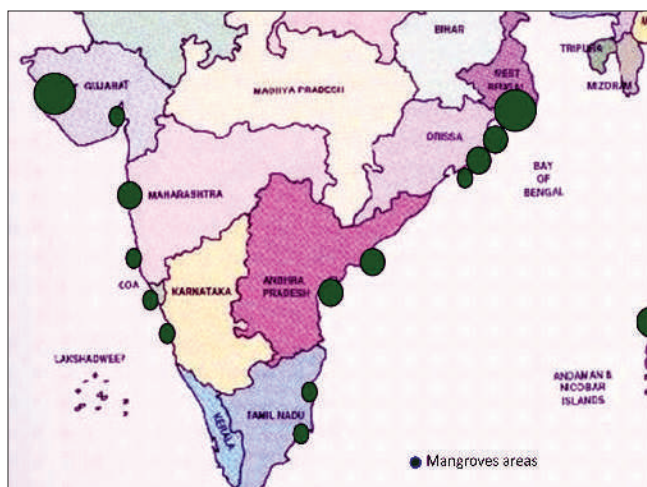 BIHAR
TRIPURA
MIZORAM
GUJARAT
MADHYA PRADESH
WEST
BENGAL
ORISSA
BAY
OF
BENGAL
MAHARASHTRA
GOA
KARNATAKA
ANDHRA
PRADESH
LAKSHADWEEP
ANDAMAN &
NICOBAR
ISLANDS
TAMIL NADU
KERALA
Mangroves areas